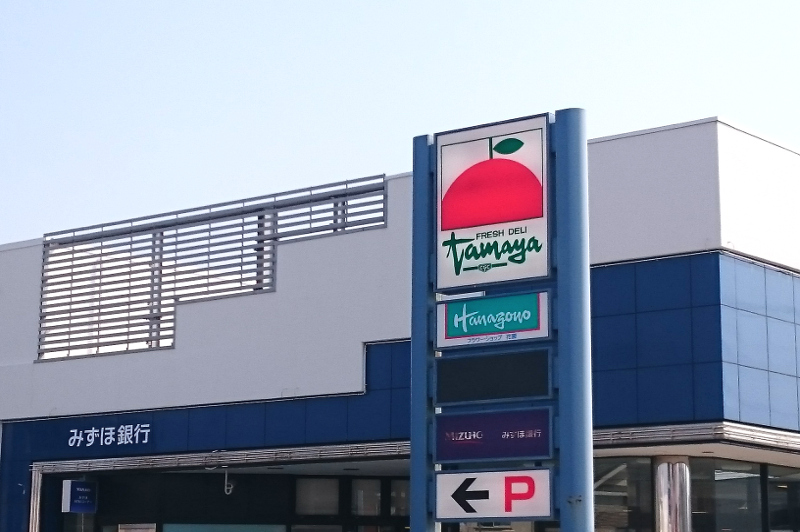 FRESH DELI
tamaya
Hanazono
フラワーショップ 花園
MIZUHO みずほ銀行
← P
みずほ銀行